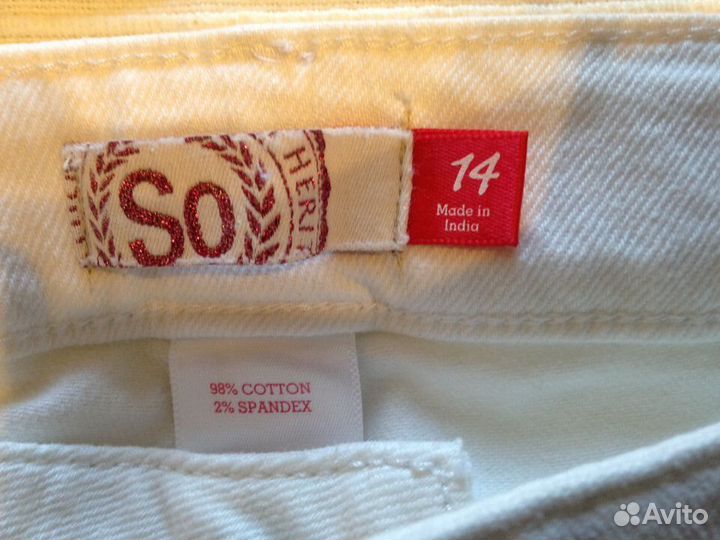 SO
HERI
14
Made in
India
98% COTTON
2% SPANDEX
Avito